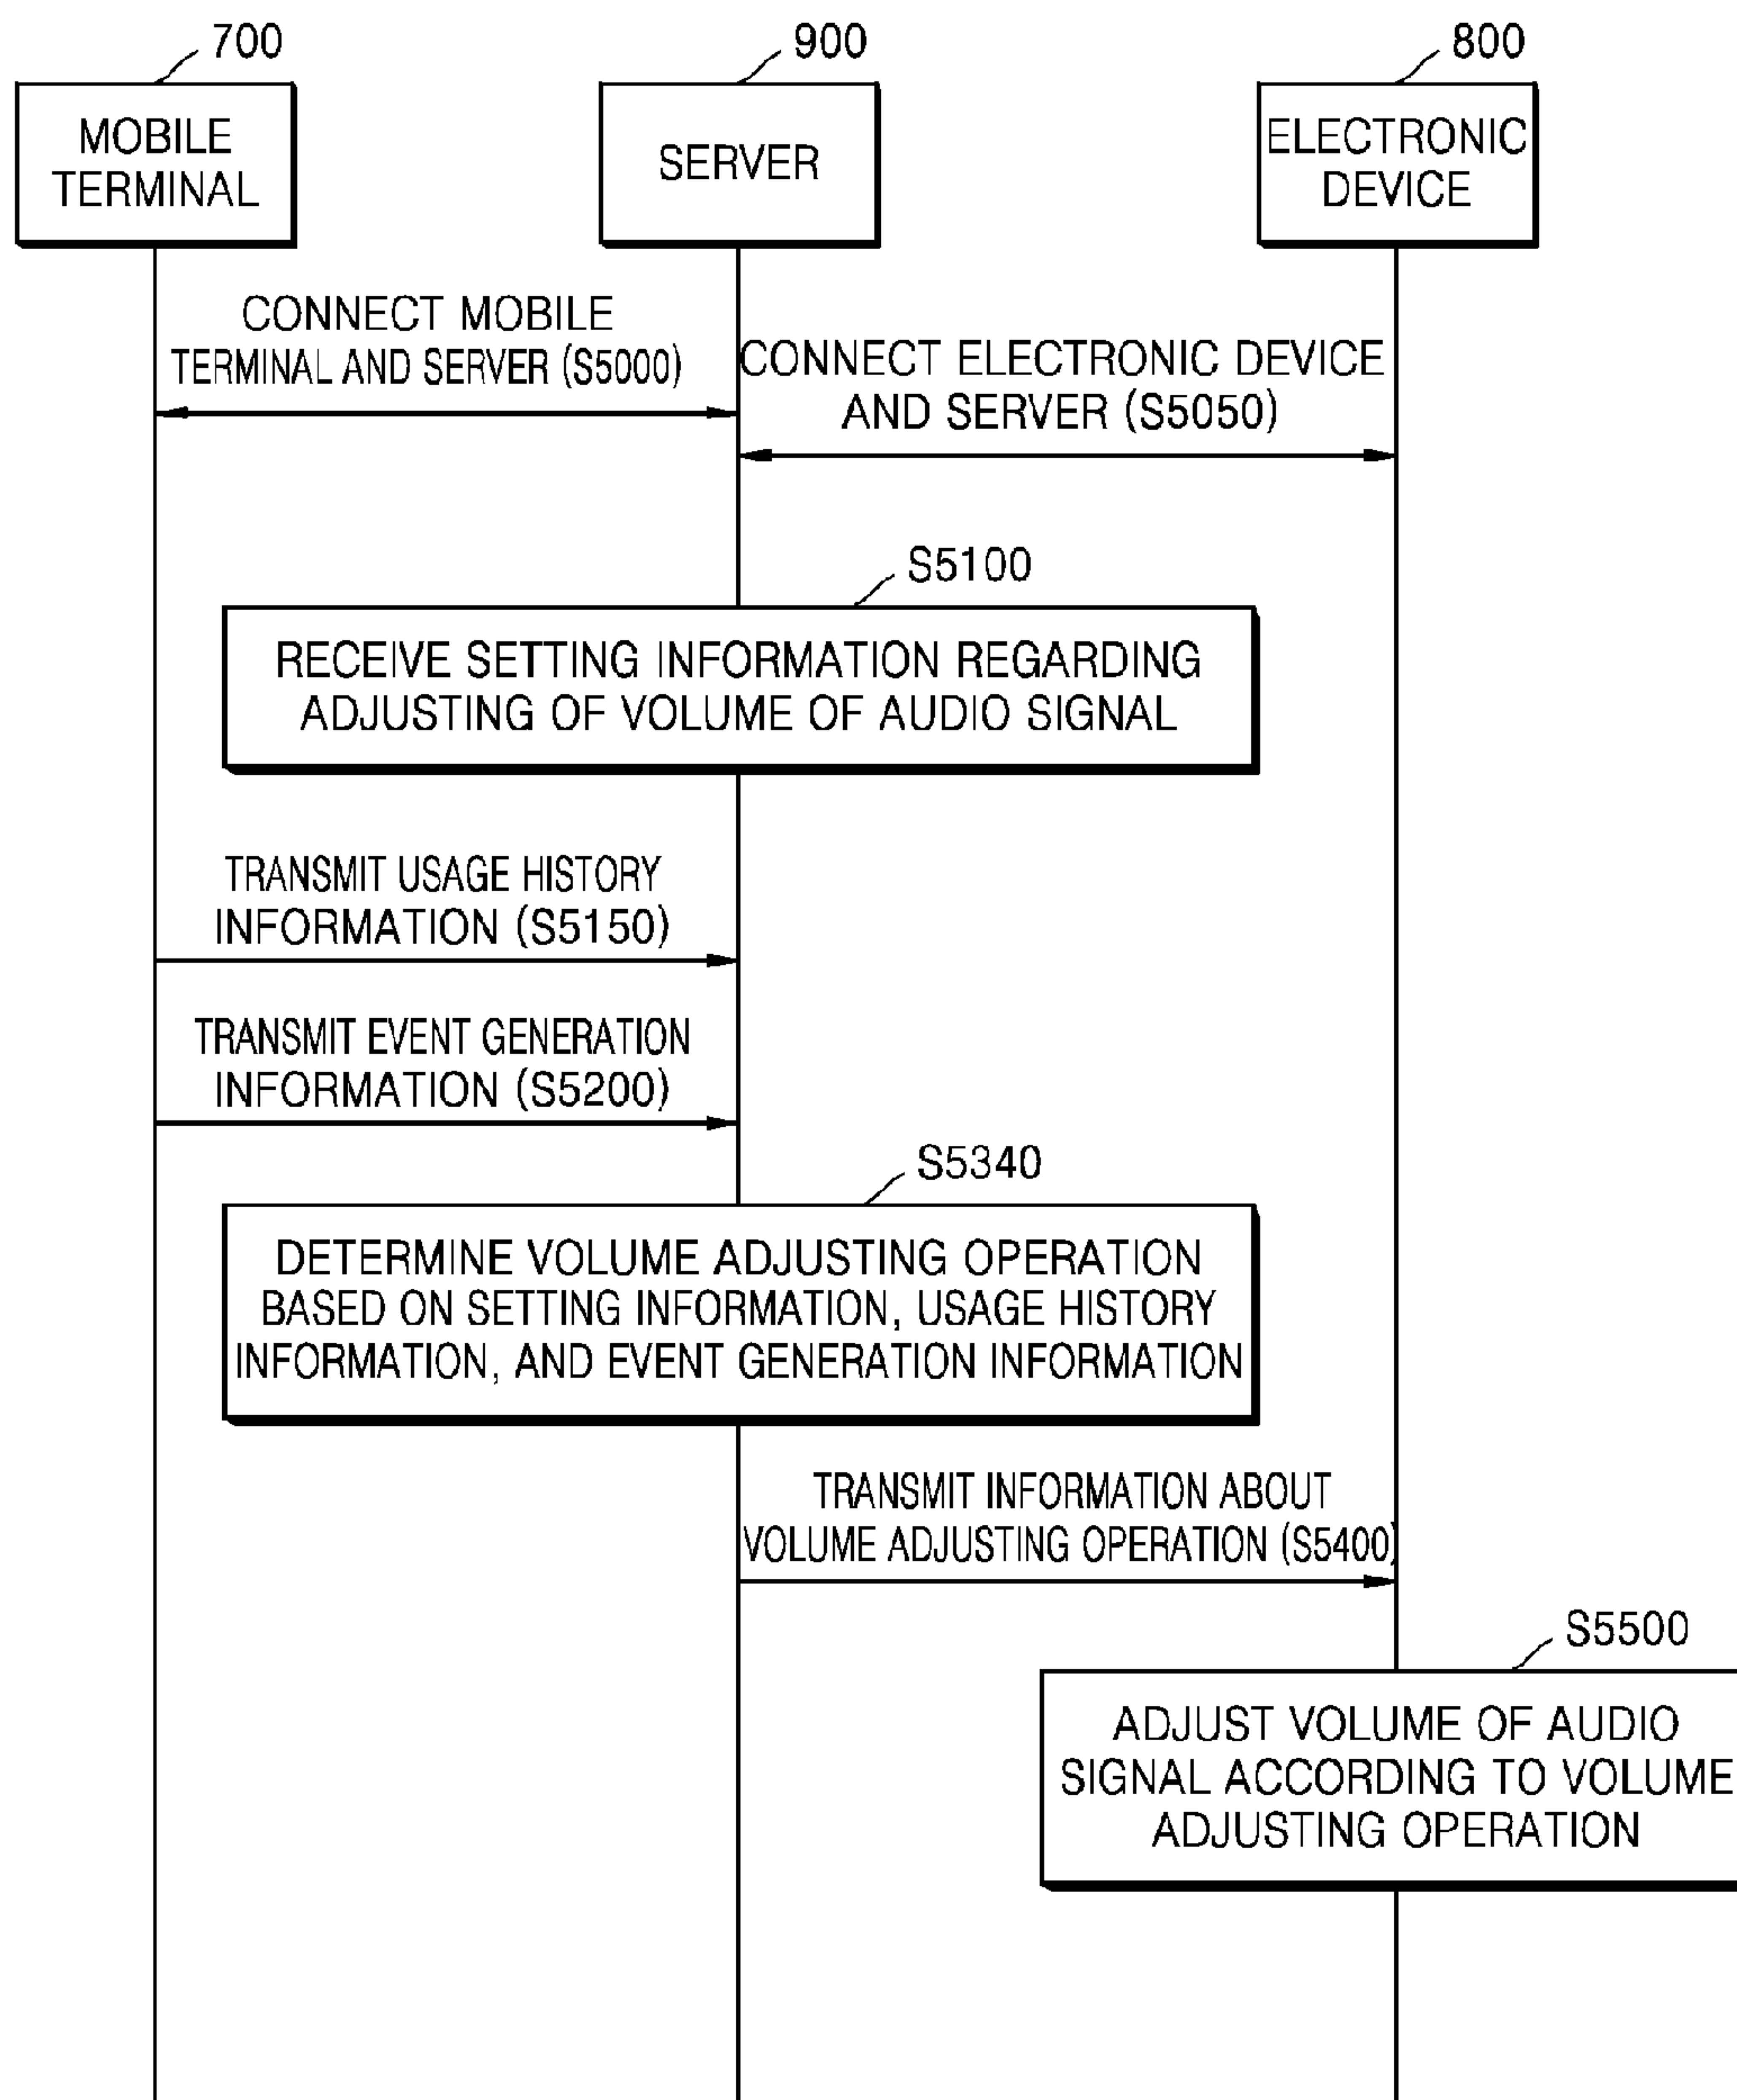 700
900
800
MOBILE
TERMINAL
SERVER
ELECTRONIC
DEVICE
CONNECT MOBILE
TERMINAL AND SERVER (S5000)
CONNECT ELECTRONIC DEVICE
AND SERVER (S5050)
S5100
RECEIVE SETTING INFORMATION REGARDING
ADJUSTING OF VOLUME OF AUDIO SIGNAL
TRANSMIT USAGE HISTORY
INFORMATION (S5150)
TRANSMIT EVENT GENERATION
INFORMATION (S5200)
S5340
DETERMINE VOLUME ADJUSTING OPERATION
BASED ON SETTING INFORMATION, USAGE HISTORY
INFORMATION, AND EVENT GENERATION INFORMATION
TRANSMIT INFORMATION ABOUT
VOLUME ADJUSTING OPERATION (S5400)
S5500
ADJUST VOLUME OF AUDIO
SIGNAL ACCORDING TO VOLUME
ADJUSTING OPERATION